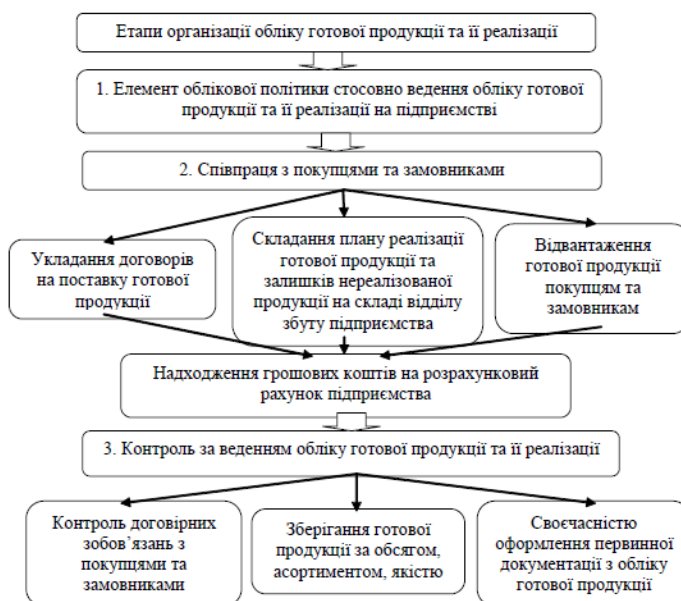 Етапи організації обліку готової продукції та її реалізації
1. Елемент облікової політики стосовно ведення обліку готової
продукції та її реалізації на підприємстві
2. Співпраця з покупцями та замовниками
Укладання договорів
на поставку готової
продукції
Складання плану реалізації
готової продукції та
залишків нереалізованої
продукції на складі відділу
збуту підприємства
Відвантаження
готової продукції
покупцям та
замовникам
Надходження грошових коштів на розрахунковий
рахунок підприємства
3. Контроль за веденням обліку готової продукції та її реалізації
Контроль договірних
зобов’язань з
покупцями та
замовниками
Зберігання готової
продукції за обсягом,
асортиментом, якістю
Своєчасністю
оформлення первинної
документації з обліку
готової продукції